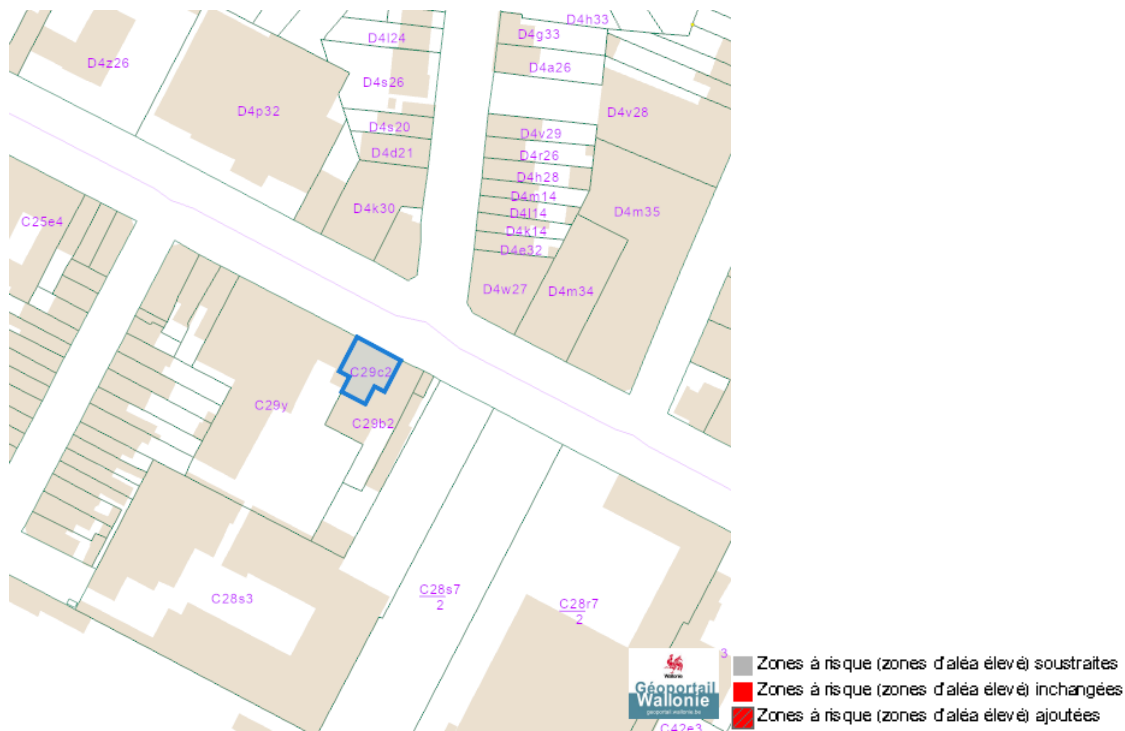 D4h33
D4g33
D4l24
D4z26
D4a26
D4s26
D4p32
D4v28
D4s20
D4v29
D4d21
D4r26
D4h28
D4m14
D4k30
D4l14
D4m35
C25e4
D4k14
D4e32
D4w27
D4m34
C29c2
C29y
C29b2
C28s7
2
C28r7
2
C28s3
3
C42e3
Wallonie
Géoportail
Wallonie
geoportail.wallonie.be
Zones à risque (zones d'aléa élevé) soustraites
Zones à risque (zones d'aléa élevé) inchangées
Zones à risque (zones d'aléa élevé) ajoutées